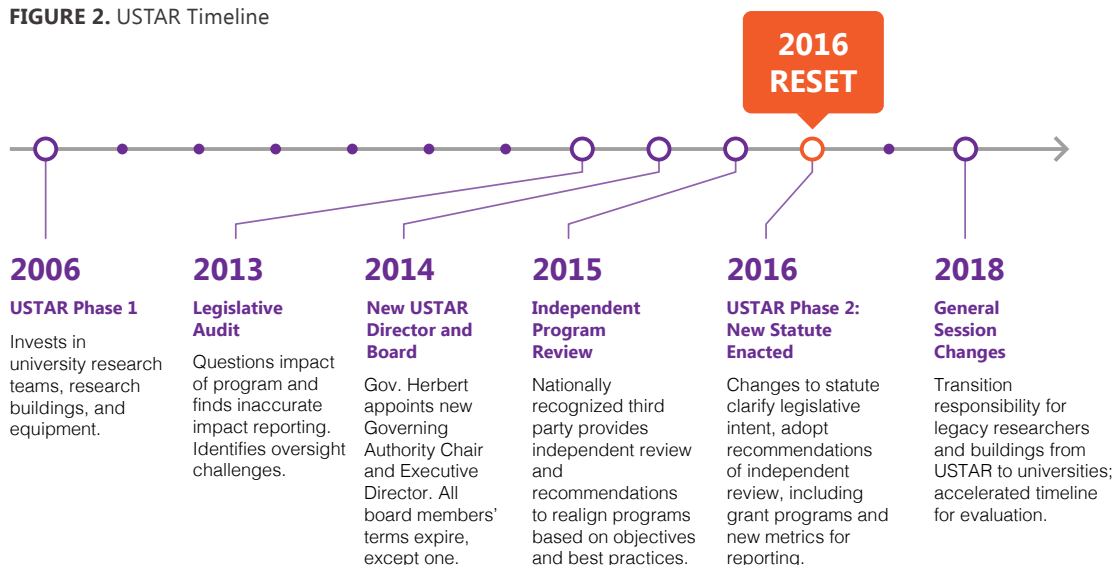 FIGURE 2. USTAR Timeline
2016
RESET
2006
USTAR Phase 1
Invests in
university research
teams, research
buildings, and
equipment.
2013
Legislative
Audit
Questions impact
of program and
finds inaccurate
impact reporting.
Identifies oversight
challenges.
2014
New USTAR
Director and
Board
Gov. Herbert
appoints new
Governing
Authority Chair
and Executive
Director. All
board members’
terms expire,
except one.
2015
Independent
Program
Review
Nationally
recognized third
party provides
independent review
and
recommendations
to realign programs
based on objectives
and best practices.
2016
USTAR Phase 2:
New Statute
Enacted
Changes to statute
clarify legislative
intent, adopt
recommendations
of independent
review, including
grant programs and
new metrics for
reporting.
2018
General
Session
Changes
Transition
responsibility for
legacy researchers
and buildings from
USTAR to universities;
accelerated timeline
for evaluation.